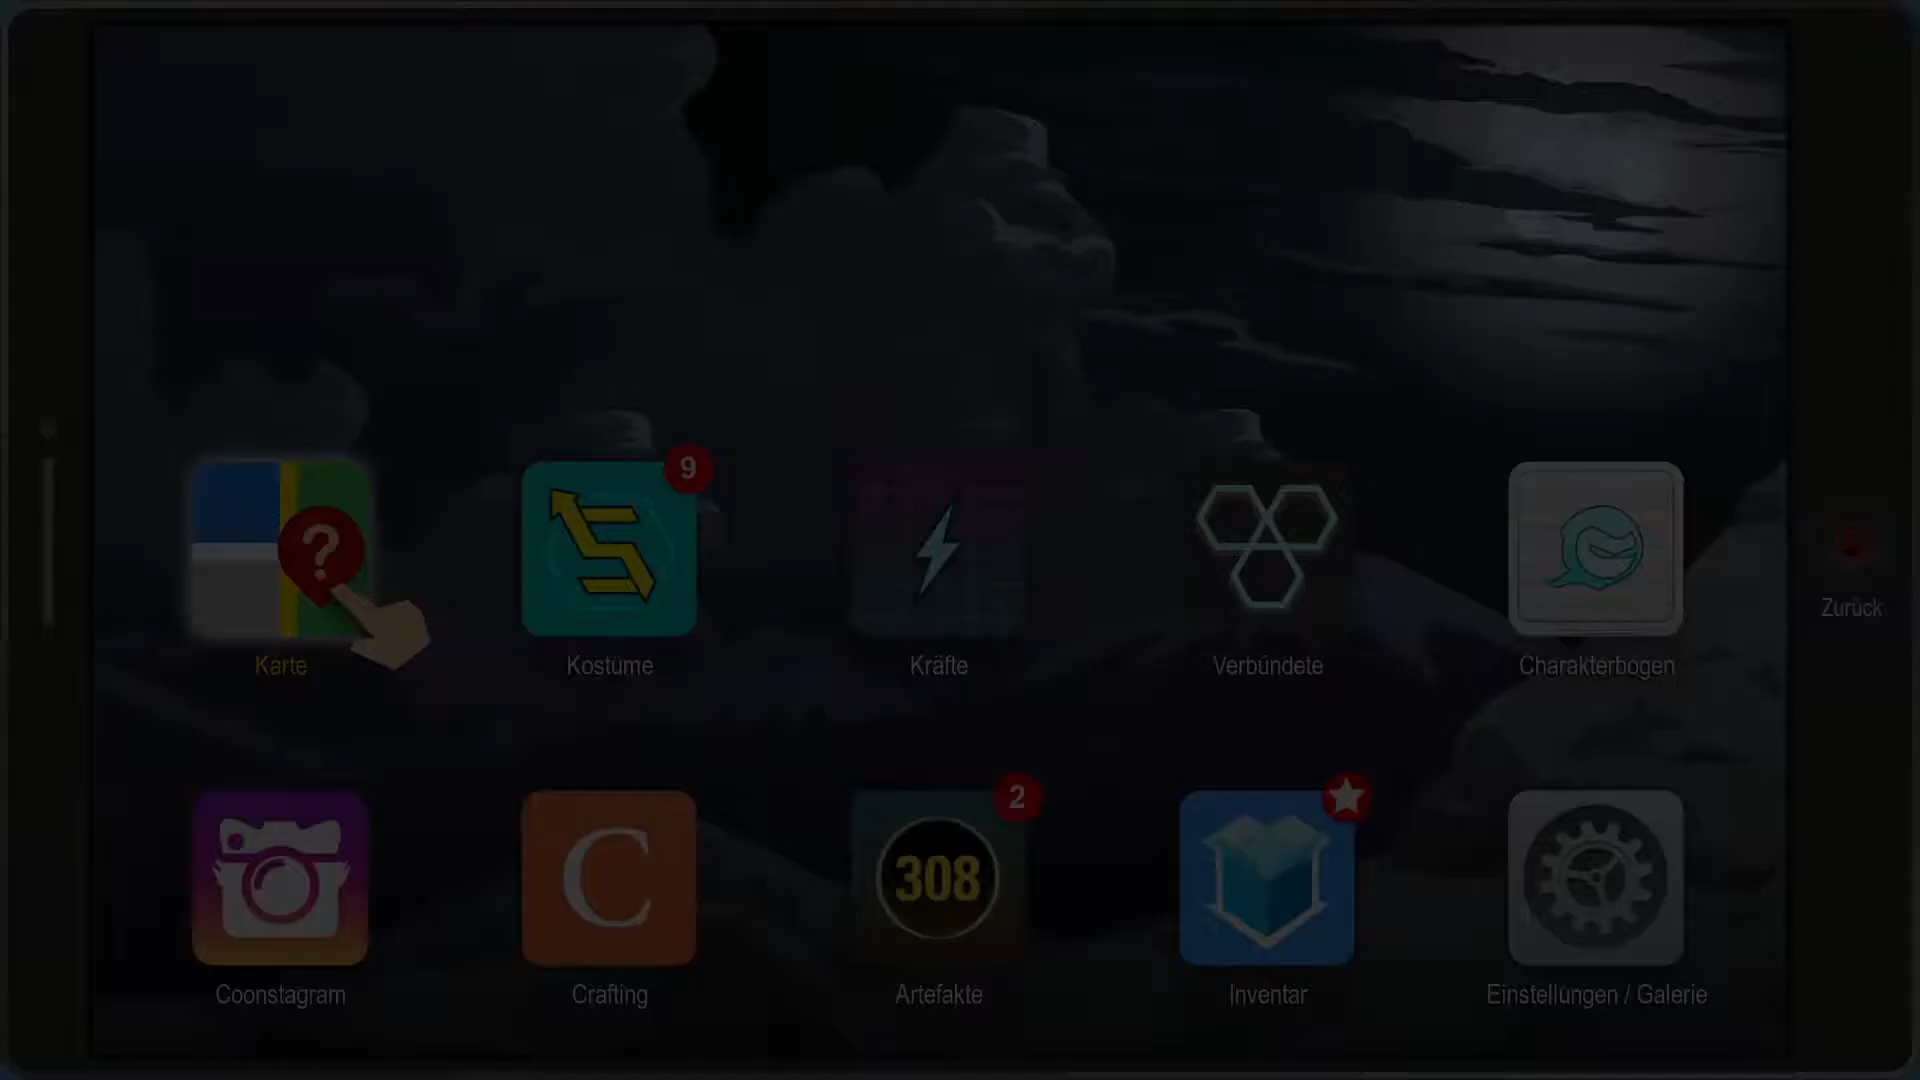 9
?
Karte
Kostüme
Kräfte
Verbündete
Charakterbogen
Zurück
C
308
2
Coonstagram
Crafting
Artefakte
Inventar
Einstellungen / Galerie